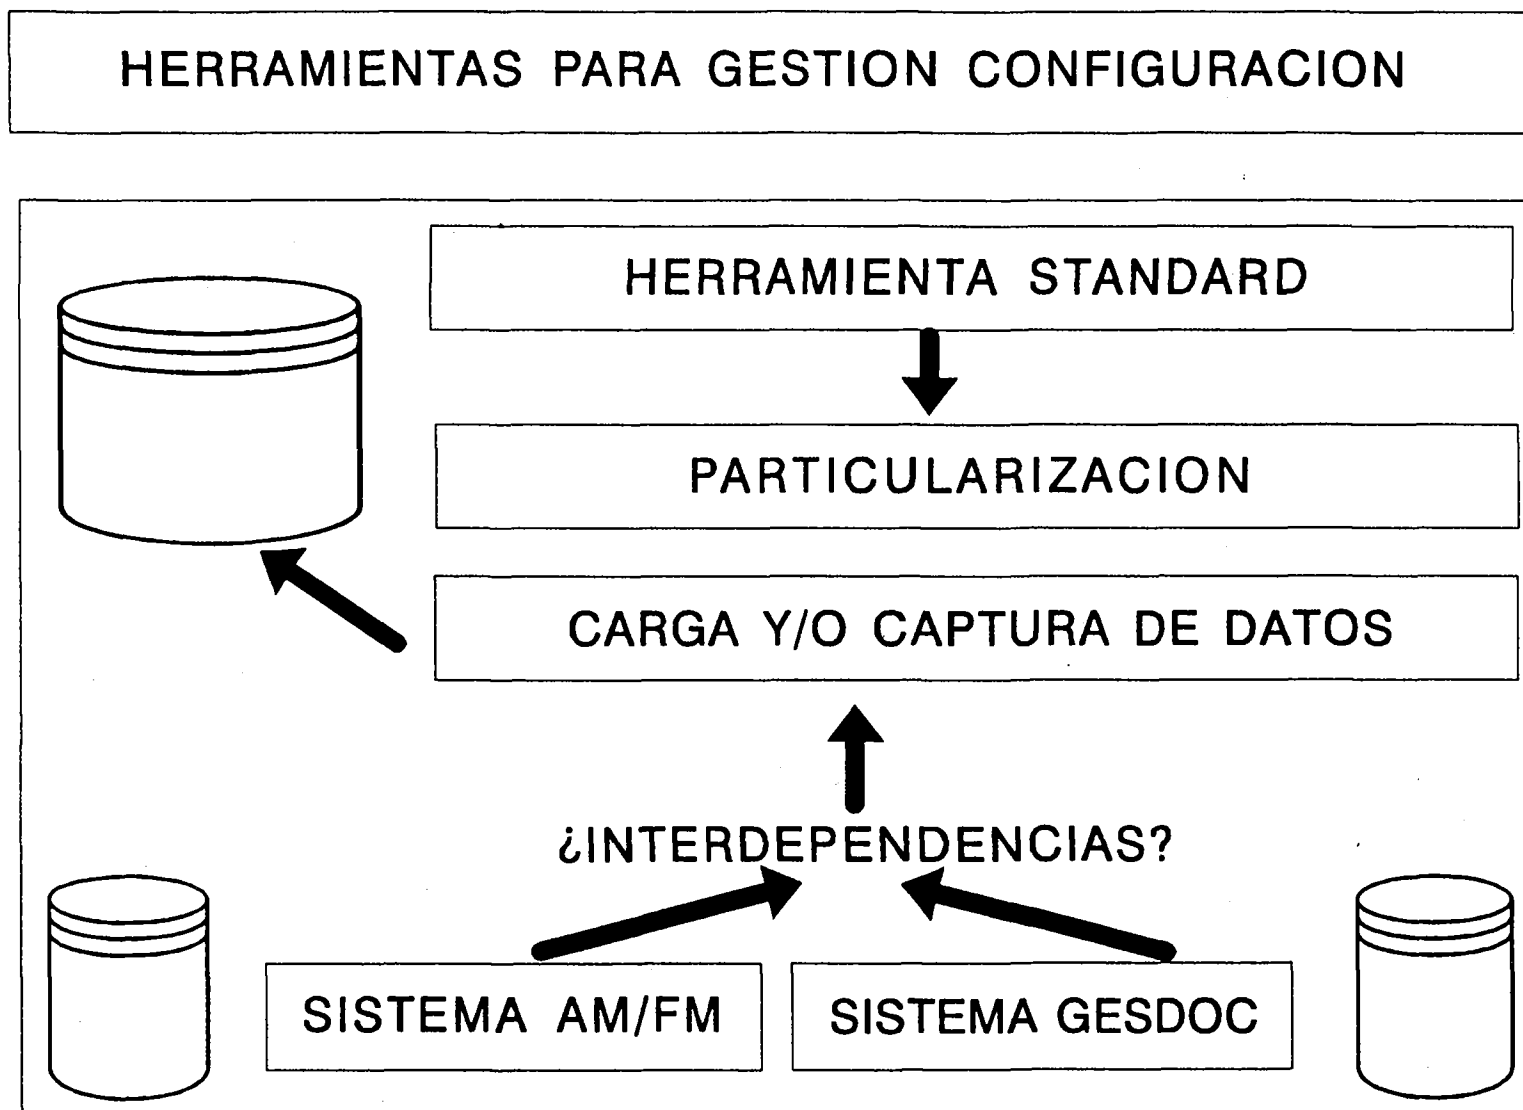 HERRAMIENTAS PARA GESTION CONFIGURACION
HERRAMIENTA STANDARD
PARTICULARIZACION
CARGA Y/O CAPTURA DE DATOS
¿INTERDEPENDENCIAS?
SISTEMA AM/FM
SISTEMA GESDOC